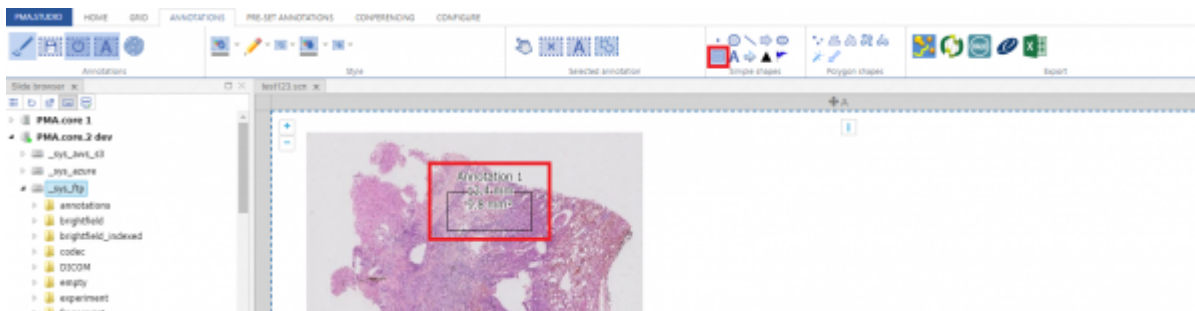 PMA.STUDIO HOME GRID ANNOTATIONS PRE-SET ANNOTATIONS CONFERENCING CONFIGURE
Annotations Style Selected annotation Simple shapes Polygon shapes Export
Slide browser
test123.scn
A
PMA.core 1
PMA.core.2 dev
_sys_aws_s3
_sys_azure
_sys_ftp
annotations
brightfield
brightfield_indexed
codec
DICOM
empty
experiment
Annotation 1